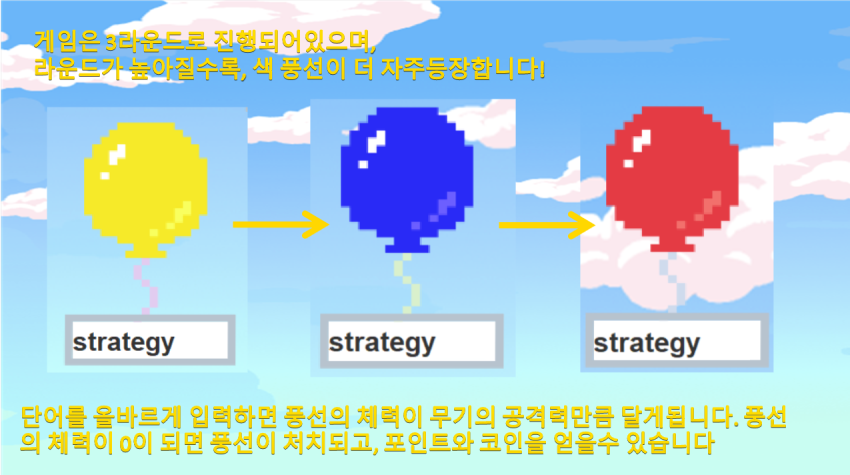 게임은 3라운드로 진행되어있으며,
라운드가 높아질수록, 색 풍선이 더 자주등장합니다!
strategy
strategy
strategy
단어를 올바르게 입력하면 풍선의 체력이 무기의 공격력만큼 달게됩니다. 풍선
의 체력이 0이 되면 풍선이 처치되고, 포인트와 코인을 얻을수 있습니다